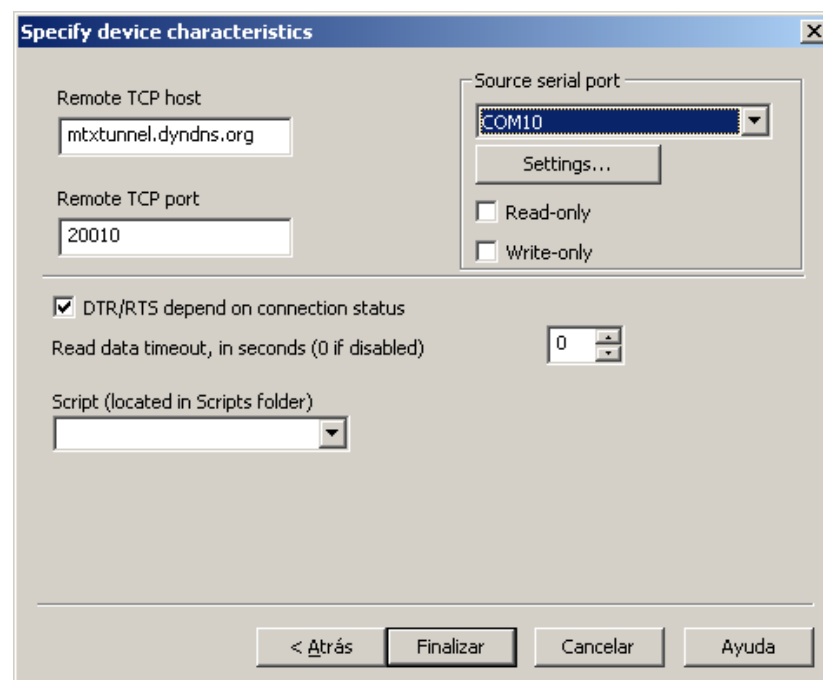 Specify device characteristics
Remote TCP host
mtxtunnel.dyndns.org
Remote TCP port
20010
Source serial port
COM10
Settings...
Read-only
Write-only
DTR/RTS depend on connection status
Read data timeout, in seconds (0 if disabled)
0
Script (located in Scripts folder)
< Atrás
Finalizar
Cancelar
Ayuda